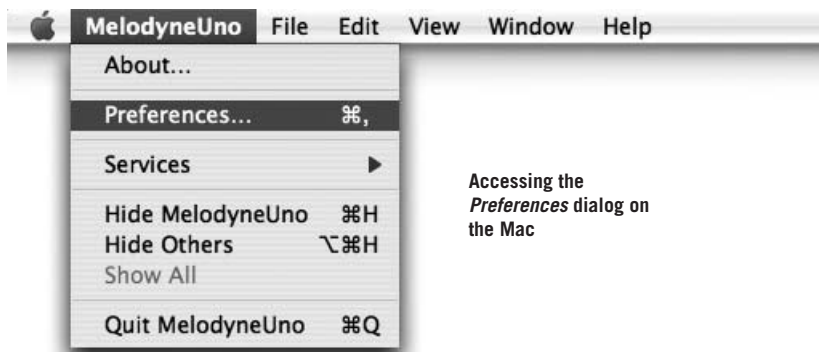 MelodyneUno File Edit View Window Help
About...
Preferences... ⌘,
Services ▶
Hide MelodyneUno ⌘H
Hide Others ⌥⌘H
Show All
Quit MelodyneUno ⌘Q
Accessing the
Preferences dialog on
the Mac